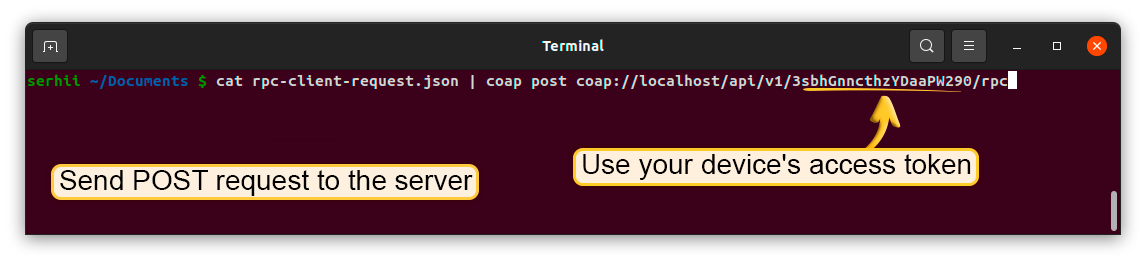 Terminal
serhii ~/Documents $ cat rpc-client-request.json | coap post coap://localhost/api/v1/3sbhGnncthzYDaaPW290/rpc
Use your device's access token
Send POST request to the server